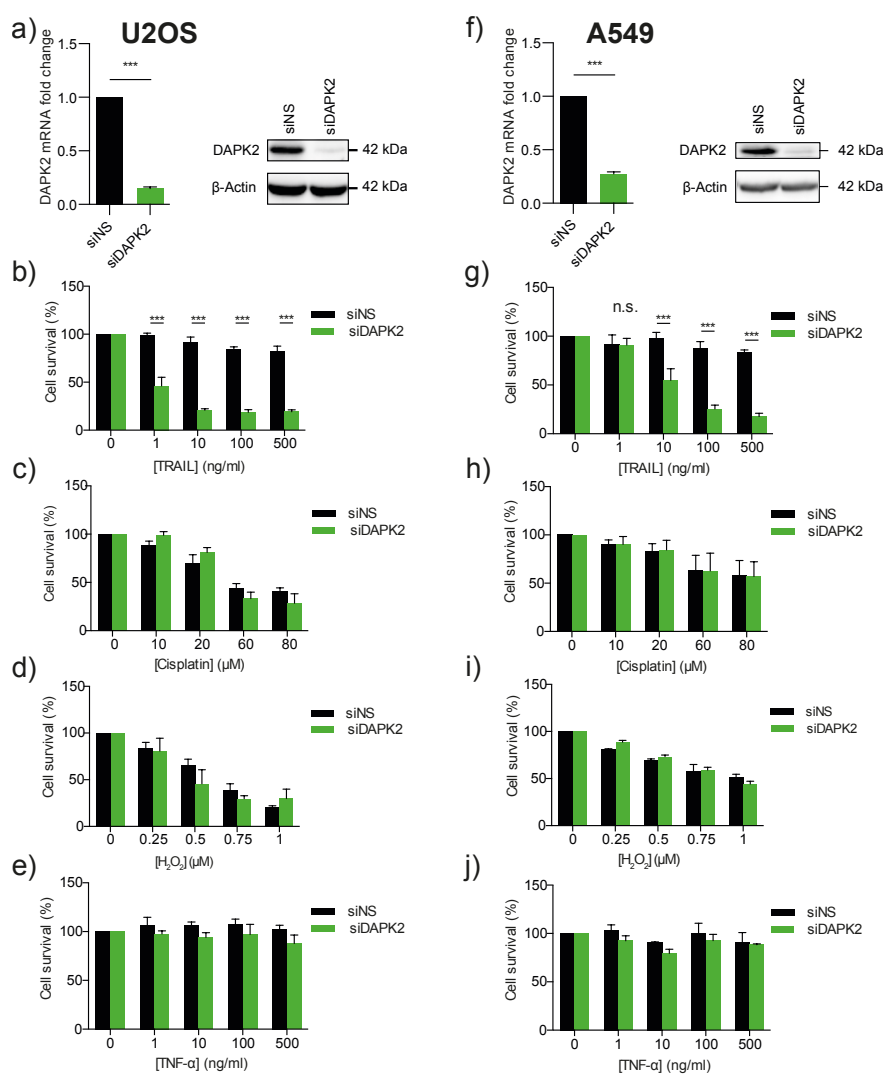 a) U2OS
DAPK2 mRNA fold change
1.5
1.0
0.5
0.0
***
siNS
siDAPK2
siNS
siDAPK2
DAPK2
42 kDa
β-Actin
42 kDa
f) A549
DAPK2 mRNA fold change
1.5
1.0
0.5
0.0
***
siNS
siDAPK2
siNS
siDAPK2
DAPK2
42 kDa
β-Actin
42 kDa
b)
Cell survival (%)
150
100
50
0
*** *** *** ***
siNS
siDAPK2
0 1 10 100 500
[TRAIL] (ng/ml)
g)
Cell survival (%)
150
100
50
0
n.s. *** *** ***
siNS
siDAPK2
0 1 10 100 500
[TRAIL] (ng/ml)
c)
Cell survival (%)
150
100
50
0
siNS
siDAPK2
0 10 20 60 80
[Cisplatin] (µM)
h)
Cell survival (%)
150
100
50
0
siNS
siDAPK2
0 10 20 60 80
[Cisplatin] (µM)
d)
Cell survival (%)
150
100
50
0
siNS
siDAPK2
0 0.25 0.5 0.75 1
[H₂O₂] (µM)
i)
Cell survival (%)
150
100
50
0
siNS
siDAPK2
0 0.25 0.5 0.75 1
[H₂O₂] (µM)
e)
Cell survival (%)
150
100
50
0
siNS
siDAPK2
0 1 10 100 500
[TNF-α] (ng/ml)
j)
Cell survival (%)
150
100
50
0
siNS
siDAPK2
0 1 10 100 500
[TNF-α] (ng/ml)